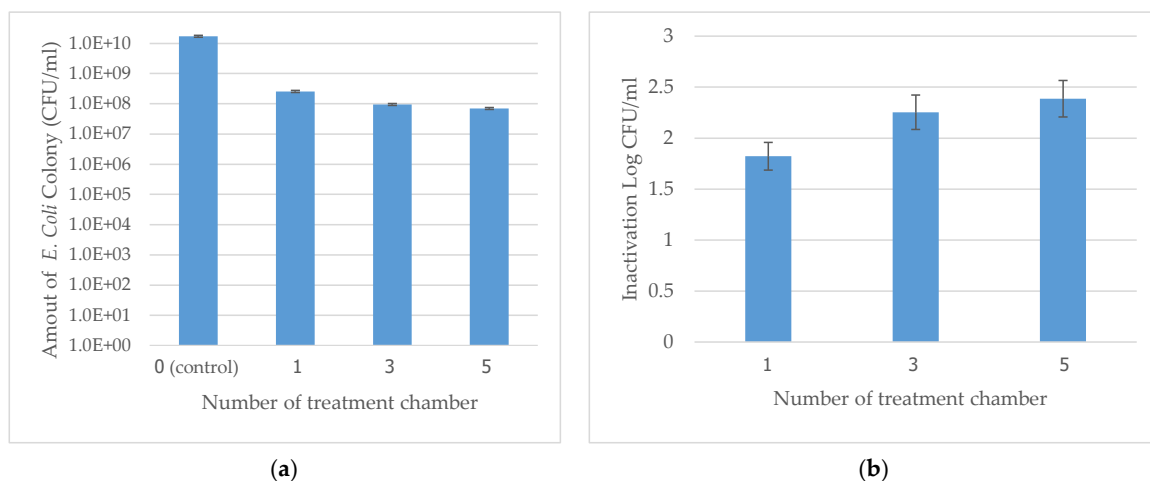 Amout of E. Coli Colony (CFU/ml)
1.0E+10
1.0E+09
1.0E+08
1.0E+07
1.0E+06
1.0E+05
1.0E+04
1.0E+03
1.0E+02
1.0E+01
1.0E+00
0 (control) 1 3 5
Number of treatment chamber
(a)
Inactivation Log CFU/ml
3
2.5
2
1.5
1
0.5
0
1 3 5
Number of treatment chamber
(b)